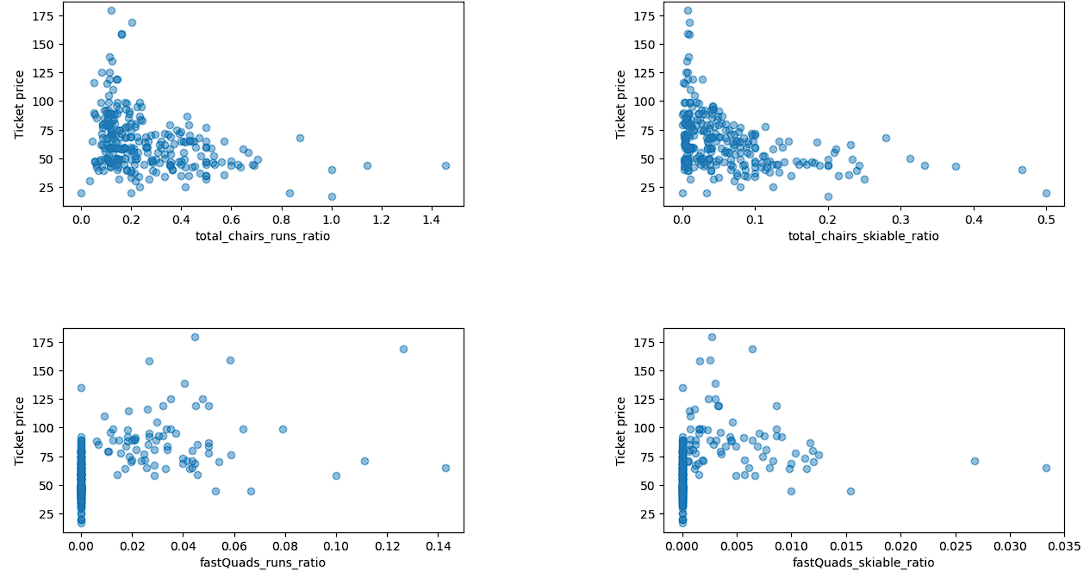 175
150
125
100
75
50
25
Ticket price
0.0 0.2 0.4 0.6 0.8 1.0 1.2 1.4
total_chairs_runs_ratio
175
150
125
100
75
50
25
Ticket price
0.0 0.1 0.2 0.3 0.4 0.5
total_chairs_skiable_ratio
175
150
125
100
75
50
25
Ticket price
0.00 0.02 0.04 0.06 0.08 0.10 0.12 0.14
fastQuads_runs_ratio
175
150
125
100
75
50
25
Ticket price
0.000 0.005 0.010 0.015 0.020 0.025 0.030 0.035
fastQuads_skiable_ratio